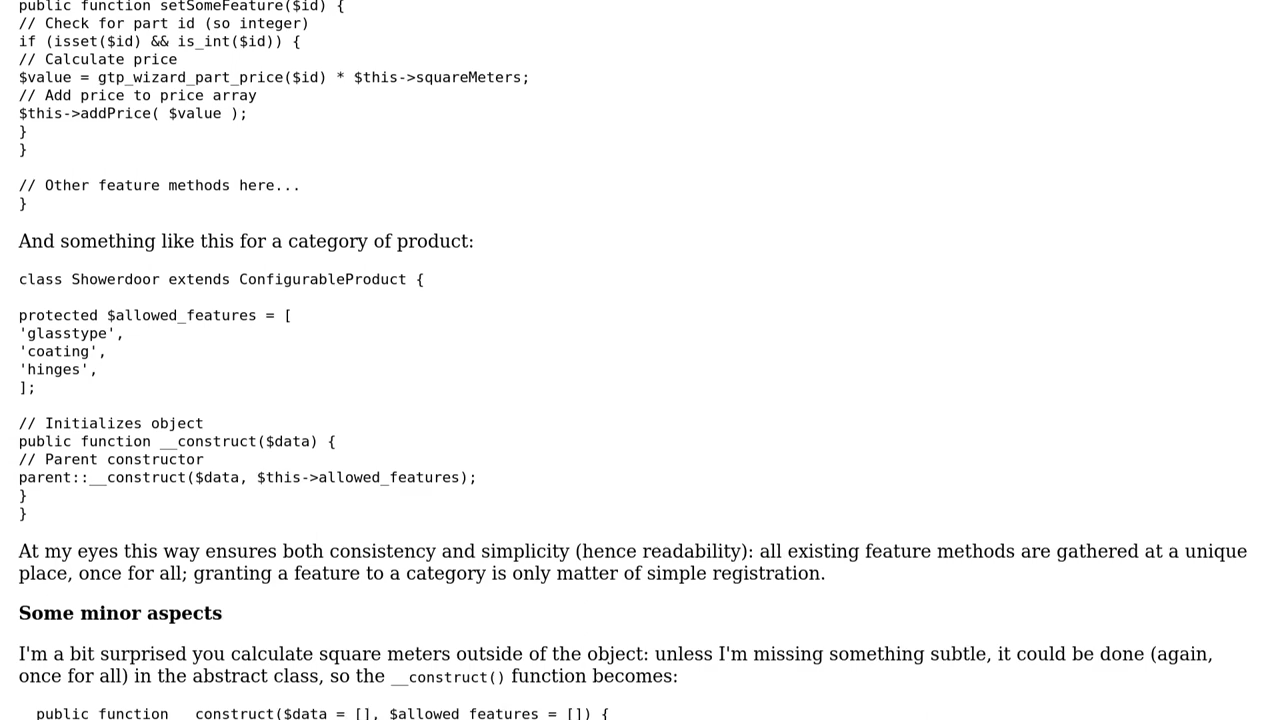 public function setSomeFeature($id) {
// Check for part id (so integer)
if (isset($id) && is_int($id)) {
// Calculate price
$value = gtp_wizard_part_price($id) * $this->squareMeters;
// Add price to price array
$this->addPrice( $value );
}
}
// Other feature methods here...
}
And something like this for a category of product:
class Showerdoor extends ConfigurableProduct {
protected $allowed_features = [
'glasstype',
'coating',
'hinges',
];
// Initializes object
public function __construct($data) {
// Parent constructor
parent::__construct($data, $this->allowed_features);
}
}
At my eyes this way ensures both consistency and simplicity (hence readability): all existing feature methods are gathered at a unique
place, once for all; granting a feature to a category is only matter of simple registration.
Some minor aspects
I'm a bit surprised you calculate square meters outside of the object: unless I'm missing something subtle, it could be done (again,
once for all) in the abstract class, so the __construct() function becomes:
public function __construct($data = [], $allowed_features = []) {